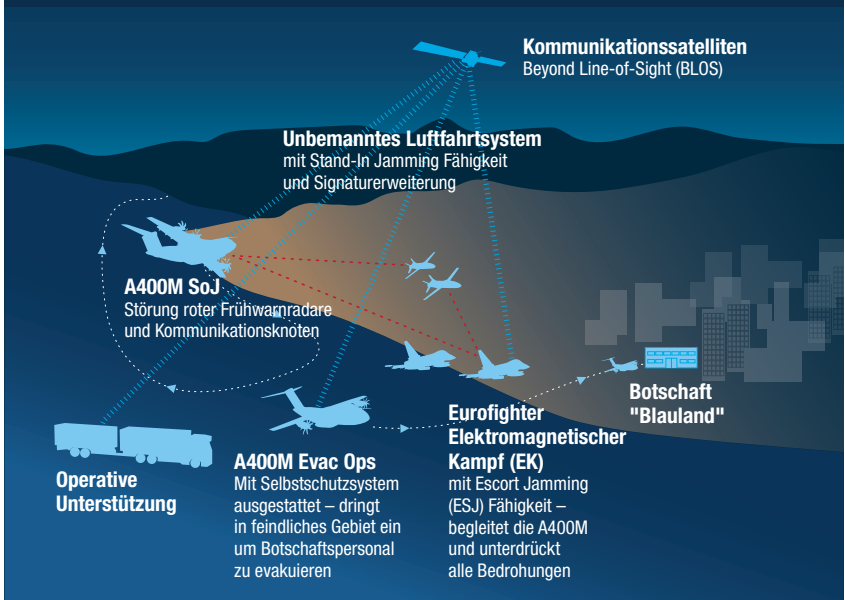 Kommunikationssatelliten
Beyond Line-of-Sight (BLOS)
Unbemanntes Luftfahrtsystem
mit Stand-In Jamming Fähigkeit
und Signaturerweiterung
A400M SoJ
Störung roter Frühwarnradare
und Kommunikationsknoten
Botschaft
"Blauland"
Operative
Unterstützung
A400M Evac Ops
Mit Selbstschutzsystem
ausgestattet – dringt
in feindliches Gebiet ein
um Botschaftspersonal
zu evakuieren
Eurofighter
Elektromagnetischer
Kampf (EK)
mit Escort Jamming
(ESJ) Fähigkeit –
begleitet die A400M
und unterdrückt
alle Bedrohungen